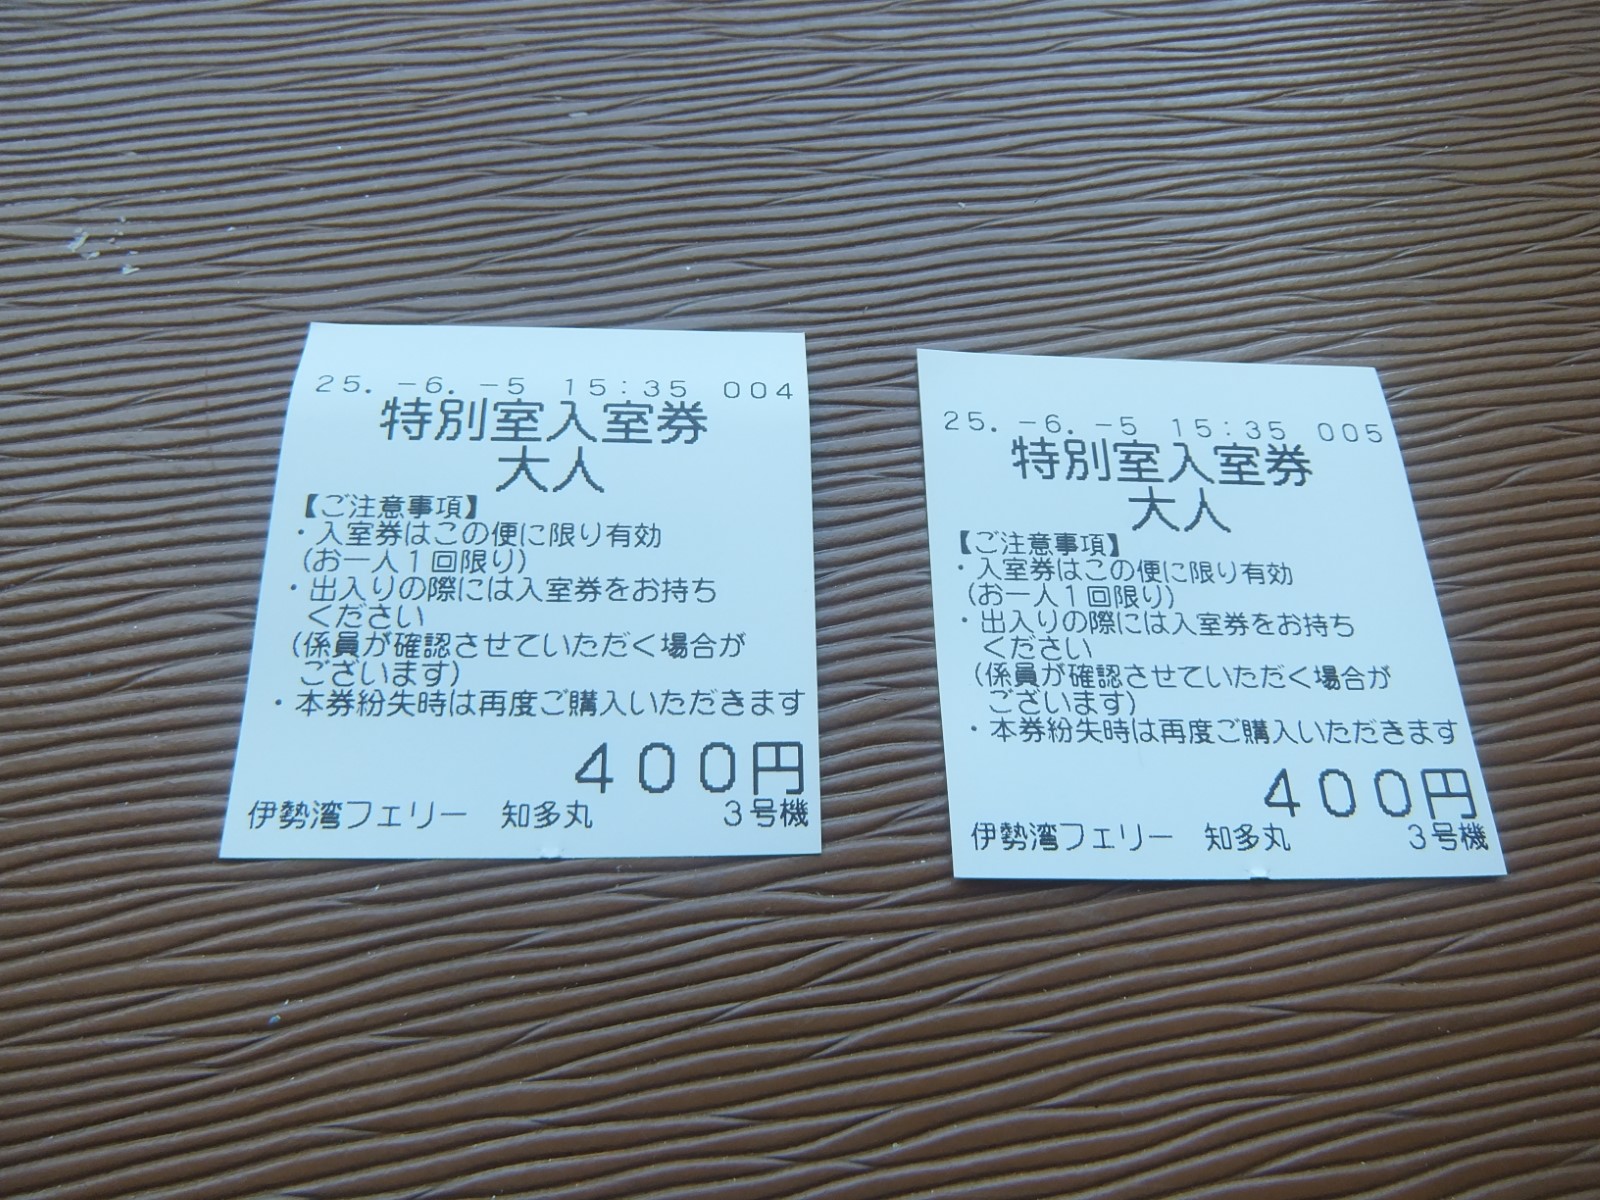 25.-6.-5 15:35 004
特別室入室券
大人
【ご注意事項】
・入室券はこの便に限り有効
(お一人1回限り)
・出入りの際には入室券をお持ち
ください
(係員が確認させていただく場合が
ございます)
・本券紛失時は再度ご購入いただきます
400円
伊勢湾フェリー 知多丸 3号機
25.-6.-5 15:35 005
特別室入室券
大人
【ご注意事項】
・入室券はこの便に限り有効
(お一人1回限り)
・出入りの際には入室券をお持ち
ください
(係員が確認させていただく場合が
ございます)
・本券紛失時は再度ご購入いただきます
400円
伊勢湾フェリー 知多丸 3号機